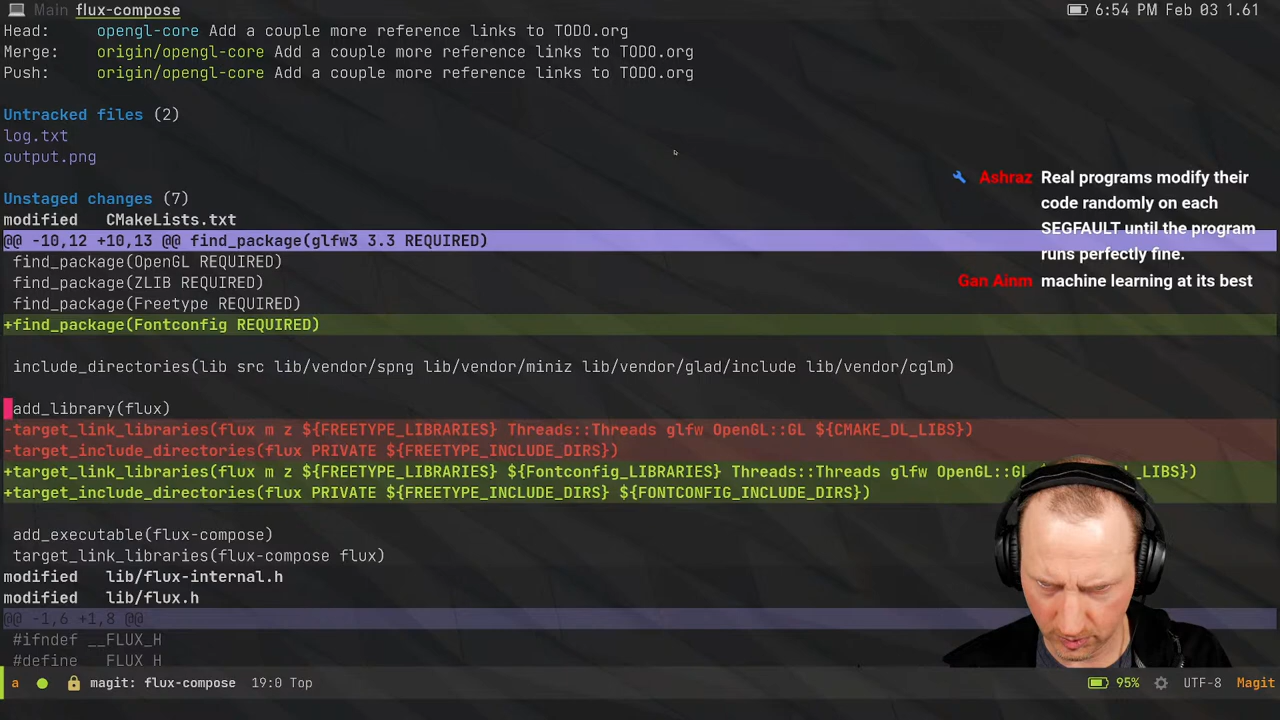 Main flux-compose
6:54 PM Feb 03 1.61
Head: opengl-core Add a couple more reference links to TODO.org
Merge: origin/opengl-core Add a couple more reference links to TODO.org
Push: origin/opengl-core Add a couple more reference links to TODO.org
Untracked files (2)
log.txt
output.png
Unstaged changes (7)
modified CMakeLists.txt
@@ -10,12 +10,13 @@ find_package(glfw3 3.3 REQUIRED)
find_package(OpenGL REQUIRED)
find_package(ZLIB REQUIRED)
find_package(Freetype REQUIRED)
+find_package(Fontconfig REQUIRED)
include_directories(lib src lib/vendor/spng lib/vendor/miniz lib/vendor/glad/include lib/vendor/cglm)
add_library(flux)
-target_link_libraries(flux m z ${FREETYPE_LIBRARIES} Threads::Threads glfw OpenGL::GL ${CMAKE_DL_LIBS})
-target_include_directories(flux PRIVATE ${FREETYPE_INCLUDE_DIRS})
+target_link_libraries(flux m z ${FREETYPE_LIBRARIES} ${Fontconfig_LIBRARIES} Threads::Threads glfw OpenGL::GL _LIBS})
+target_include_directories(flux PRIVATE ${FREETYPE_INCLUDE_DIRS} ${FONTCONFIG_INCLUDE_DIRS})
add_executable(flux-compose)
target_link_libraries(flux-compose flux)
modified lib/flux-internal.h
modified lib/flux.h
@@ -1,6 +1,8 @@
#ifndef __FLUX_H
#define __FLUX_H
a magit: flux-compose 19:0 Top
95% UTF-8 Magit
Ashraz Real programs modify their
code randomly on each
SEGFAULT until the program
runs perfectly fine.
Gan Ainm machine learning at its best